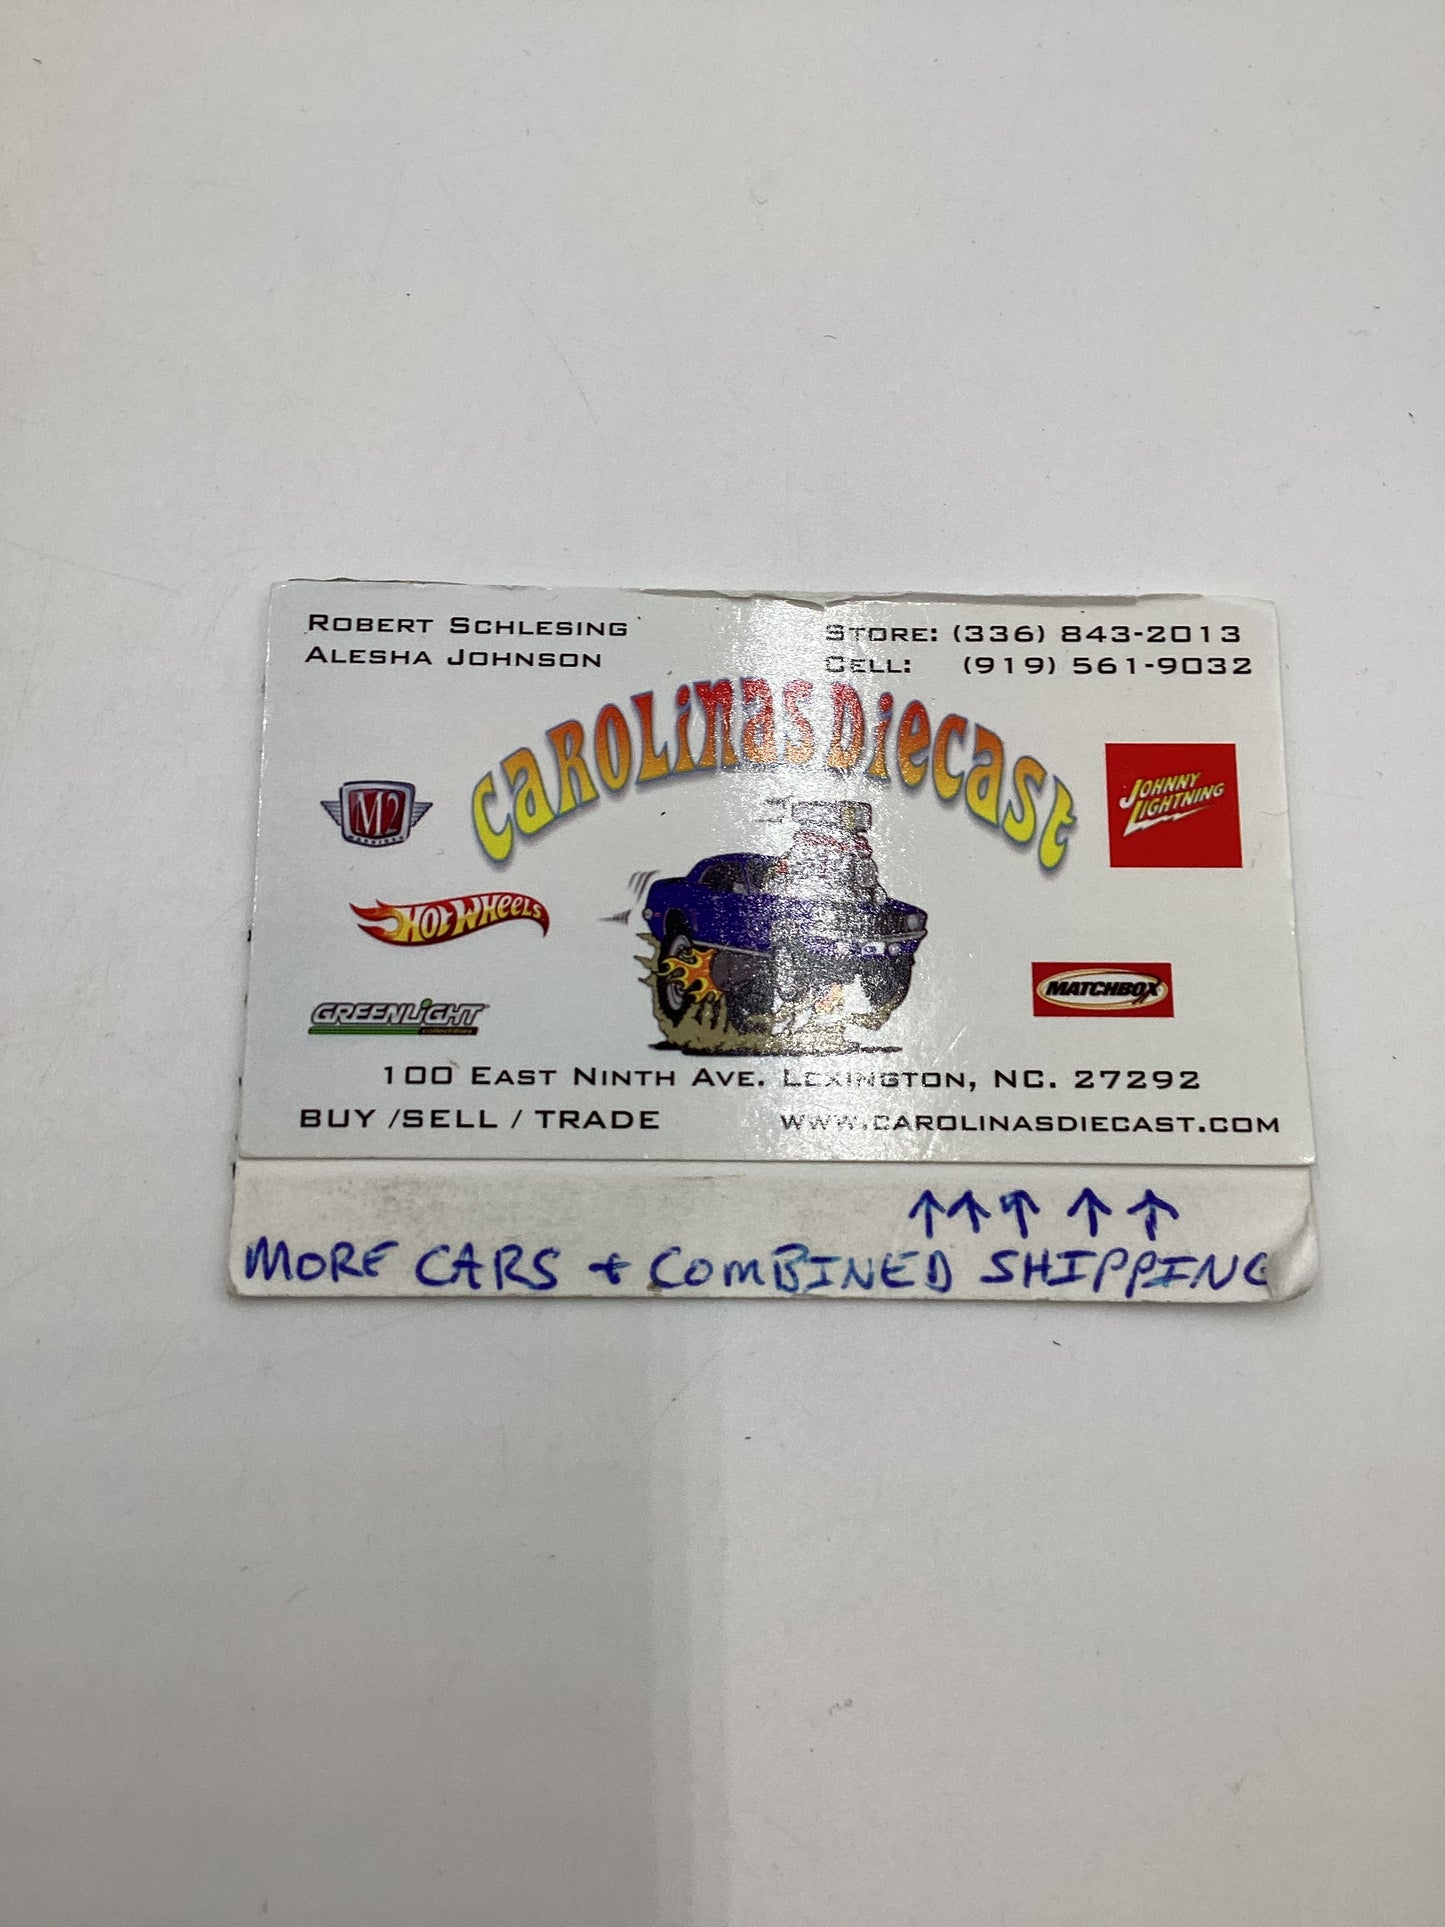 ROBERT SCHLESING
ALESHA JOHNSON
STORE: (336) 843-2013
CELL: (919) 561-9032
CAROLINAS DIECAST
M2
MACHINES
JOHNNY
LIGHTNING
HOT WHEELS
GREENLIGHT
collectibles
MATCHBOX
100 EAST NINTH AVE. LEXINGTON, NC. 27292
BUY /SELL / TRADE
WWW.CAROLINASDIECAST.COM
↑↑↑↑↑
MORE CARS + COMBINED SHIPPING